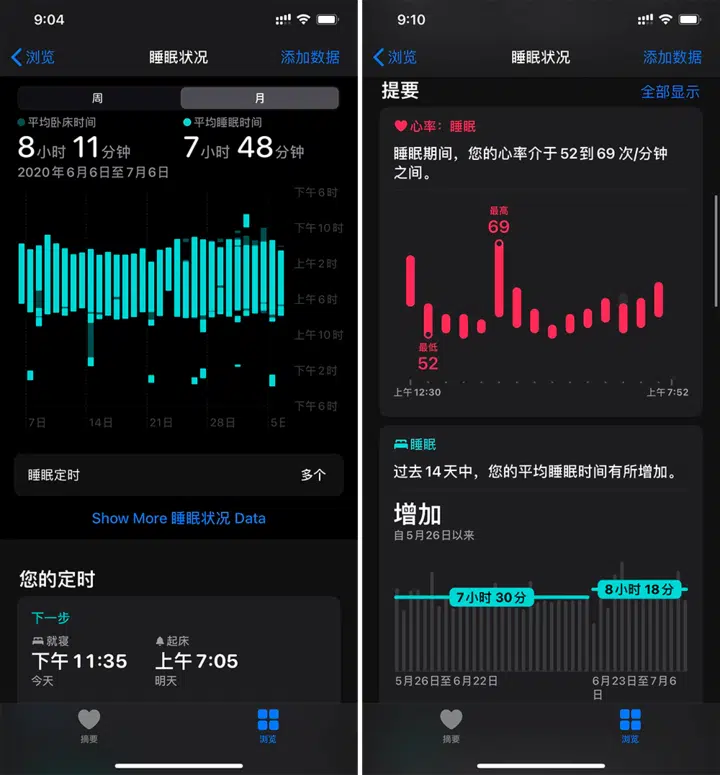 9:04
浏览
睡眠状况
添加数据
周
月
平均卧床时间
平均睡眠时间
8小时 11分钟
7小时 48分钟
2020年6月6日至7月6日
下午6时
下午10时
上午2时
上午6时
上午10时
下午2时
下午6时
7日
14日
21日
28日
5日
睡眠定时
多个
Show More 睡眠状况 Data
您的定时
下一步
就寝
起床
下午11:35
上午7:05
今天
明天
摘要
浏览
9:10
浏览
睡眠状况
添加数据
提要
全部显示
心率：睡眠
睡眠期间，您的心率介于 52 到 69 次/分钟
之间。
最高
69
最低
52
上午12:30
上午7:52
睡眠
过去 14 天中，您的平均睡眠时间有所增加。
增加
自5月26日以来
7小时 30分
8小时 18分
5月26日至6月22日
6月23日至7月6
日
摘要
浏览